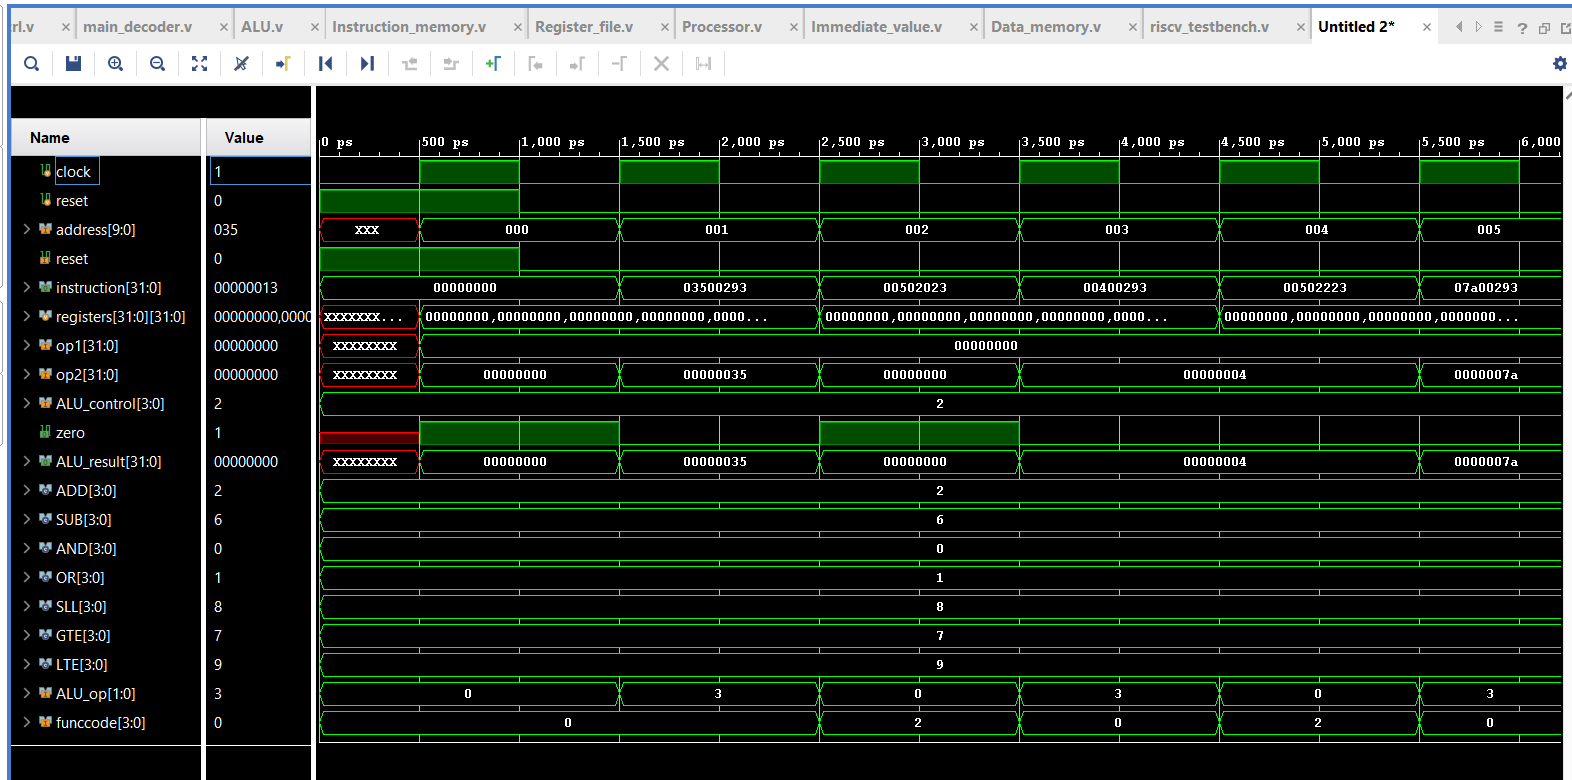 rl.v × main_decoder.v × ALU.v × Instruction_memory.v × Register_file.v × Processor.v × Immediate_value.v × Data_memory.v × riscv_testbench.v × Untitled 2* ×
Name Value
0 ps 500 ps 1,000 ps 1,500 ps 2,000 ps 2,500 ps 3,000 ps 3,500 ps 4,000 ps 4,500 ps 5,000 ps 5,500 ps 6,000
clock 1
reset 0
address[9:0] 035 XXX 000 001 002 003 004 005
reset 0
instruction[31:0] 00000013 00000000 03500293 00502023 00400293 00502223 07a00293
registers[31:0][31:0] 00000000,0000 XXXXXXX... 00000000,00000000,00000000,00000000,0000... 00000000,00000000,00000000,00000000,0000... 00000000,00000000,00000000,0000000...
op1[31:0] 00000000 XXXXXXXX 00000000
op2[31:0] 00000000 XXXXXXXX 00000000 00000035 00000000 00000004 0000007a
ALU_control[3:0] 2 2
zero 1
ALU_result[31:0] 00000000 XXXXXXXX 00000000 00000035 00000000 00000004 0000007a
ADD[3:0] 2 2
SUB[3:0] 6 6
AND[3:0] 0 0
OR[3:0] 1 1
SLL[3:0] 8 8
GTE[3:0] 7 7
LTE[3:0] 9 9
ALU_op[1:0] 3 0 3 0 3 0 3
funccode[3:0] 0 0 2 0 2 0